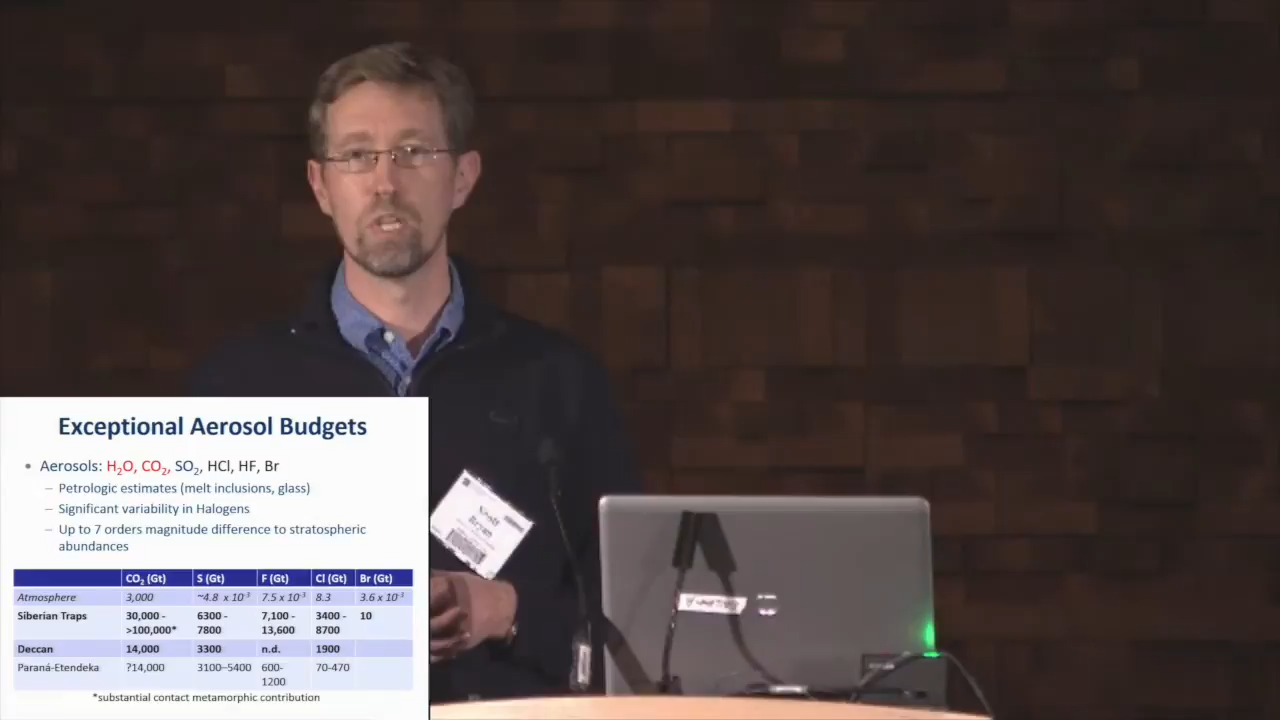 Exceptional Aerosol Budgets
• Aerosols: H₂O, CO₂, SO₂, HCl, HF, Br
– Petrologic estimates (melt inclusions, glass)
– Significant variability in Halogens
– Up to 7 orders magnitude difference to stratospheric
abundances
CO₂ (Gt) S (Gt) F (Gt) Cl (Gt) Br (Gt)
Atmosphere 3,000 ~4.8 x 10⁻³ 7.5 x 10⁻³ 8.3 3.6 x 10⁻³
Siberian Traps 30,000 - 6300 - 7,100 - 3400 - 10
>100,000* 7800 13,600 8700
Deccan 14,000 3300 n.d. 1900
Paraná-Etendeka ?14,000 3100–5400 600- 70-470
1200
*substantial contact metamorphic contribution
Bryan